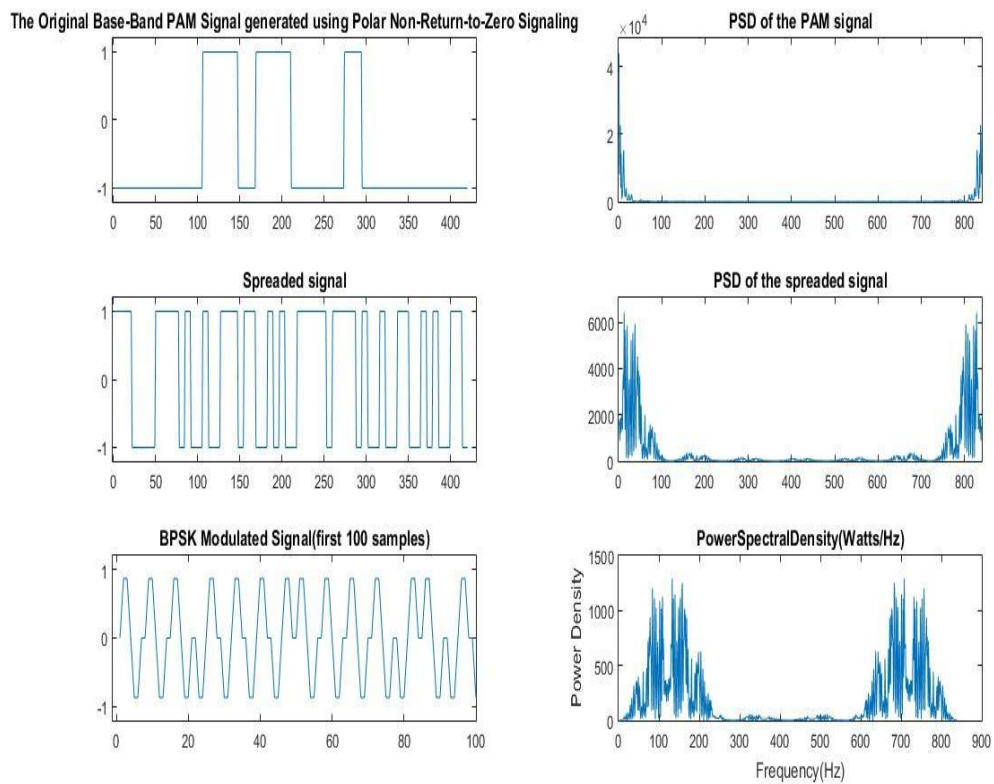 The Original Base-Band PAM Signal generated using Polar Non-Return-to-Zero Signaling
1
0
-1
0 50 100 150 200 250 300 350 400
PSD of the PAM signal
×10^4
4
2
0
0 100 200 300 400 500 600 700 800
Spreaded signal
1
0
-1
0 50 100 150 200 250 300 350 400
PSD of the spreaded signal
6000
4000
2000
0
0 100 200 300 400 500 600 700 800
BPSK Modulated Signal(first 100 samples)
1
0
-1
0 20 40 60 80 100
PowerSpectralDensity(Watts/Hz)
Power Density
1500
1000
500
0
0 100 200 300 400 500 600 700 800 900
Frequency(Hz)